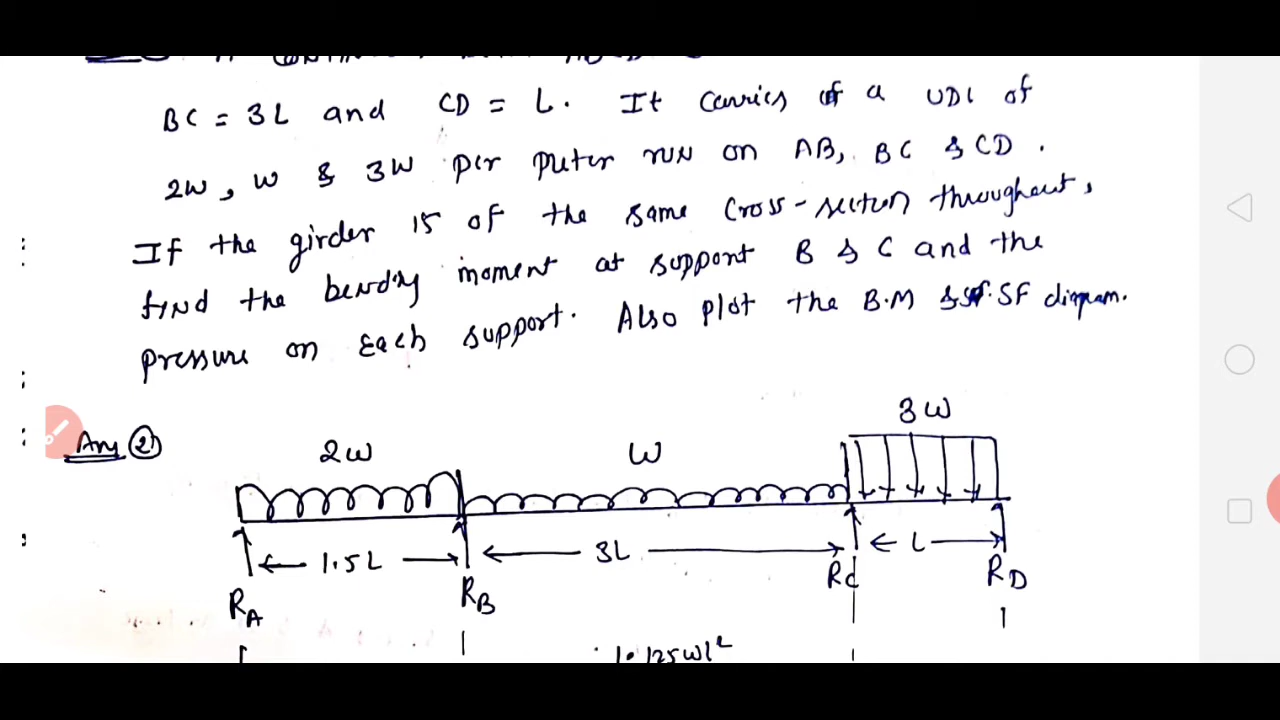 BC = 3L and CD = L. It carries of a UDL of
2W, W & 3W per meter run on AB, BC & CD.
If the girder is of the same cross-section throughout,
find the bending moment at support B & C and the
pressure on each support. Also plot the B.M & SF diagram.
Ans ②
3W
2W
W
1.5L
3L
L
RA
RB
RC
RD
1.125wl²